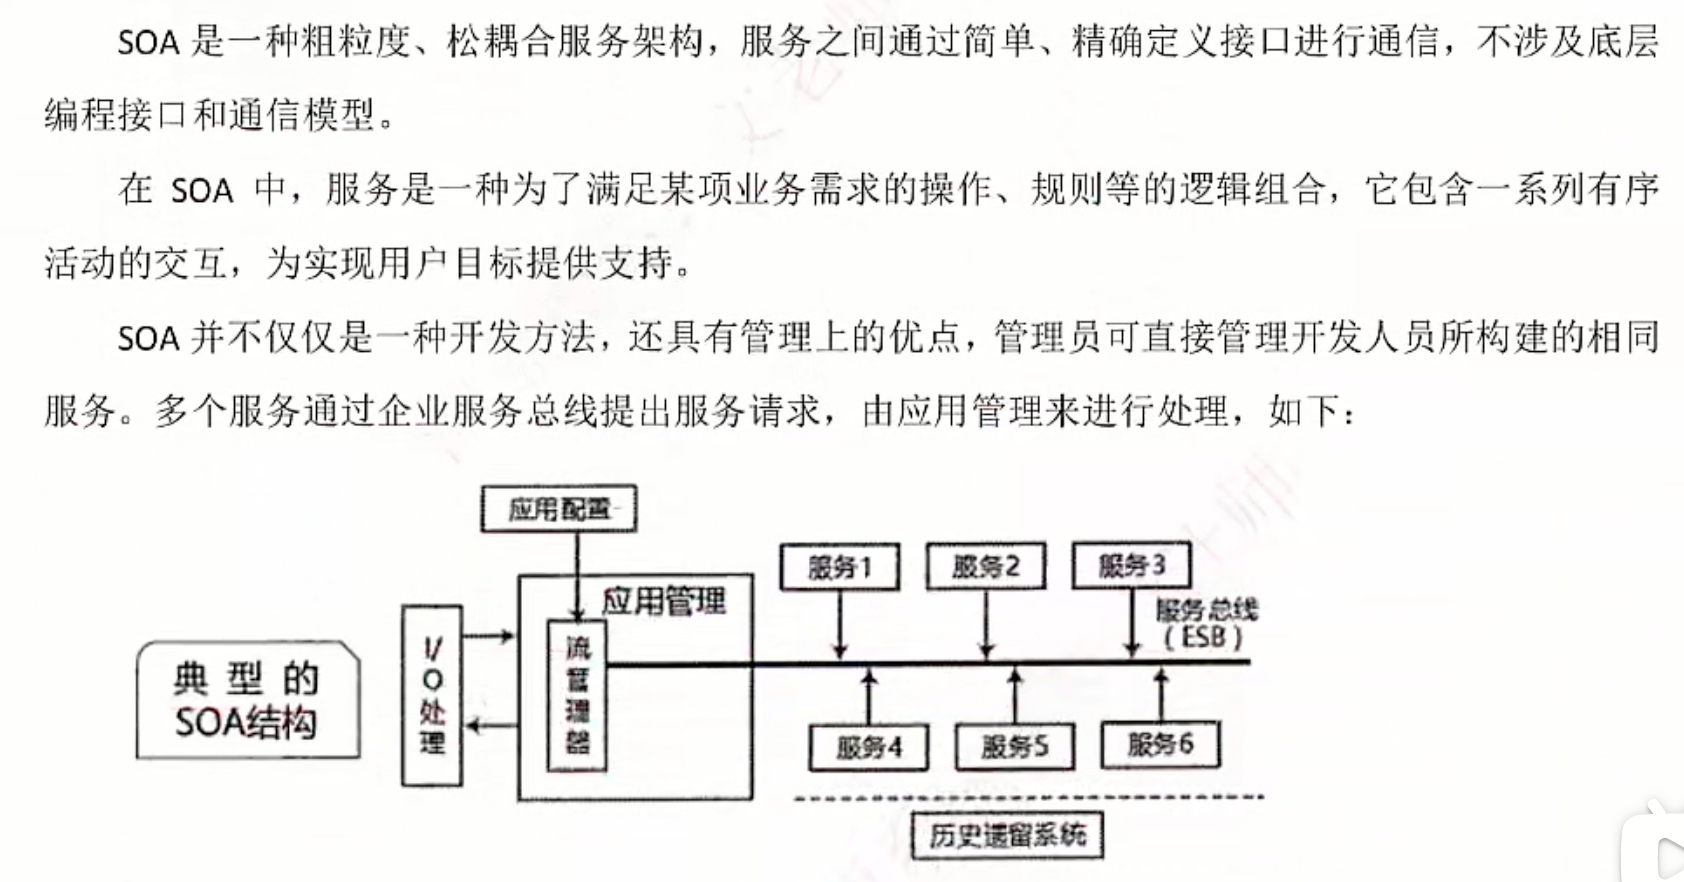 SOA 是一种粗粒度、松耦合服务架构，服务之间通过简单、精确定义接口进行通信，不涉及底层
编程接口和通信模型。
在 SOA 中，服务是一种为了满足某项业务需求的操作、规则等的逻辑组合，它包含一系列有序
活动的交互，为实现用户目标提供支持。
SOA 并不仅仅是一种开发方法，还具有管理上的优点，管理员可直接管理开发人员所构建的相同
服务。多个服务通过企业服务总线提出服务请求，由应用管理来进行处理，如下：
应用配置
应用管理
服务1
服务2
服务3
服务总线
（ESB）
典型的
SOA结构
I/O处理
流管理器
服务4
服务5
服务6
历史遗留系统